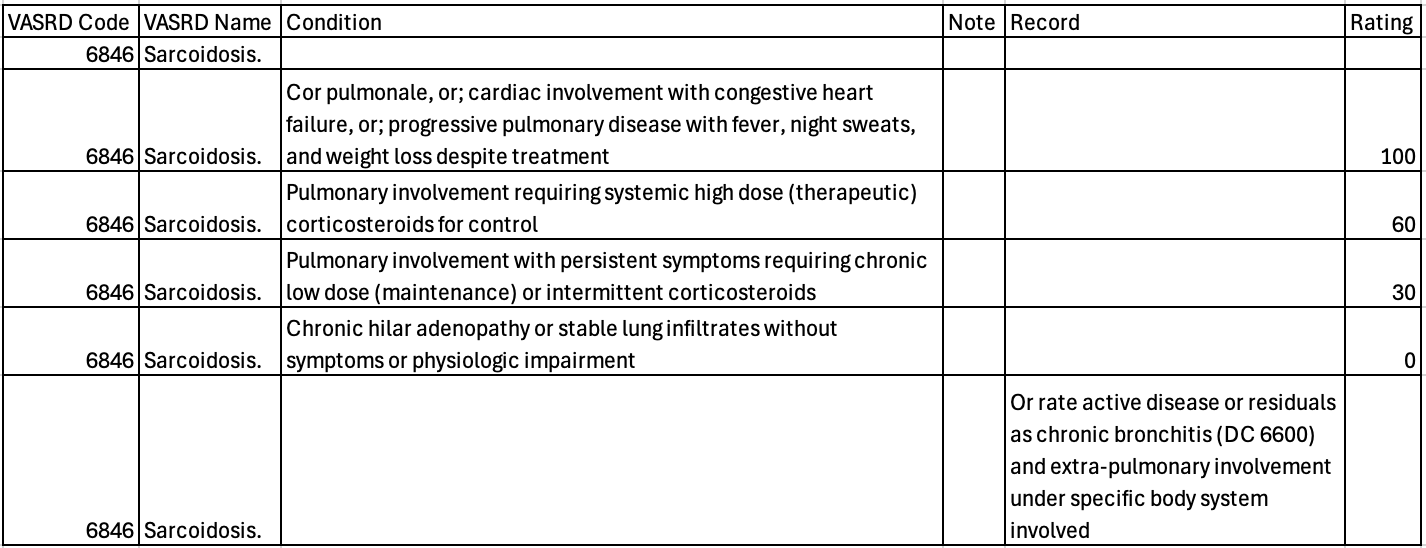 VASRD Code VASRD Name Condition Note Record Rating
6846 Sarcoidosis.
Cor pulmonale, or; cardiac involvement with congestive heart
failure, or; progressive pulmonary disease with fever, night sweats,
6846 Sarcoidosis. and weight loss despite treatment 100
Pulmonary involvement requiring systemic high dose (therapeutic)
6846 Sarcoidosis. corticosteroids for control 60
Pulmonary involvement with persistent symptoms requiring chronic
6846 Sarcoidosis. low dose (maintenance) or intermittent corticosteroids 30
Chronic hilar adenopathy or stable lung infiltrates without
6846 Sarcoidosis. symptoms or physiologic impairment 0
Or rate active disease or residuals
as chronic bronchitis (DC 6600)
and extra-pulmonary involvement
under specific body system
6846 Sarcoidosis. involved